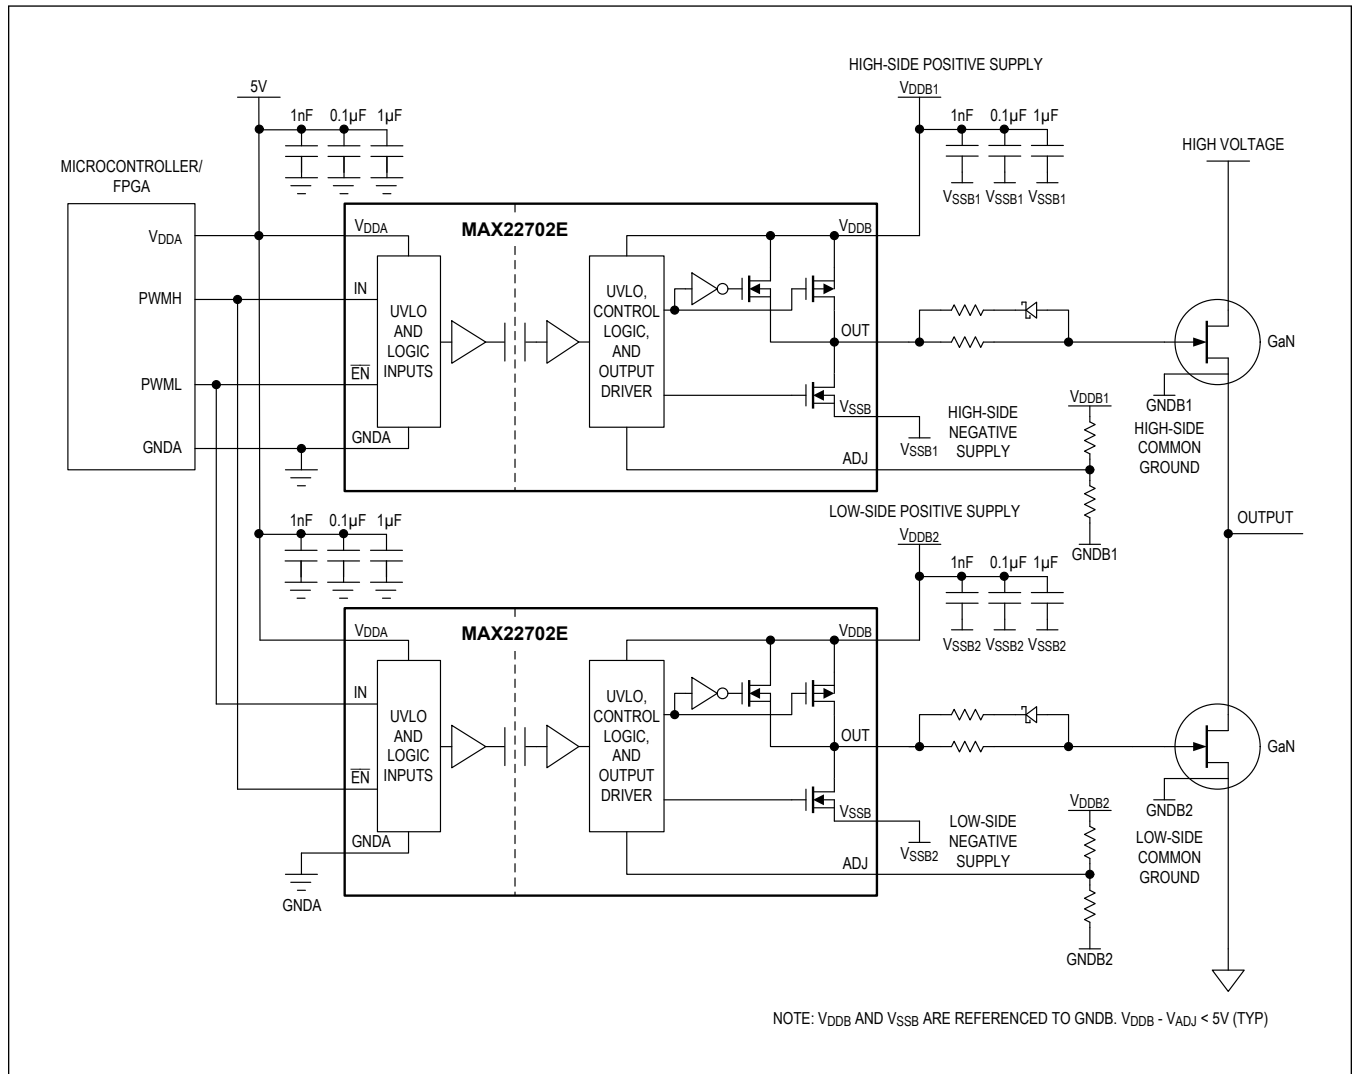 HIGH-SIDE POSITIVE SUPPLY
5V
VDDB1
1nF 0.1µF 1µF
1nF 0.1µF 1µF
HIGH VOLTAGE
MICROCONTROLLER/
FPGA
VSSB1 VSSB1 VSSB1
VDDA
VDDA
MAX22702E
VDDB
PWMH
IN
UVLO
AND
LOGIC
INPUTS
UVLO,
CONTROL
LOGIC,
AND
OUTPUT
DRIVER
OUT
GaN
PWML
EN
GNDA
GNDA
VSSB
VSSB1
HIGH-SIDE
NEGATIVE
SUPPLY
VDDB1
GNDB1
HIGH-SIDE
COMMON
GROUND
ADJ
GNDB1
OUTPUT
LOW-SIDE POSITIVE SUPPLY
1nF 0.1µF 1µF
VDDB2
1nF 0.1µF 1µF
VSSB2 VSSB2 VSSB2
VDDA
MAX22702E
VDDB
IN
UVLO
AND
LOGIC
INPUTS
UVLO,
CONTROL
LOGIC,
AND
OUTPUT
DRIVER
OUT
GaN
EN
GNDA
GNDA
VSSB
VSSB2
LOW-SIDE
NEGATIVE
SUPPLY
VDDB2
GNDB2
LOW-SIDE
COMMON
GROUND
ADJ
GNDB2
NOTE: VDDB AND VSSB ARE REFERENCED TO GNDB. VDDB - VADJ < 5V (TYP)